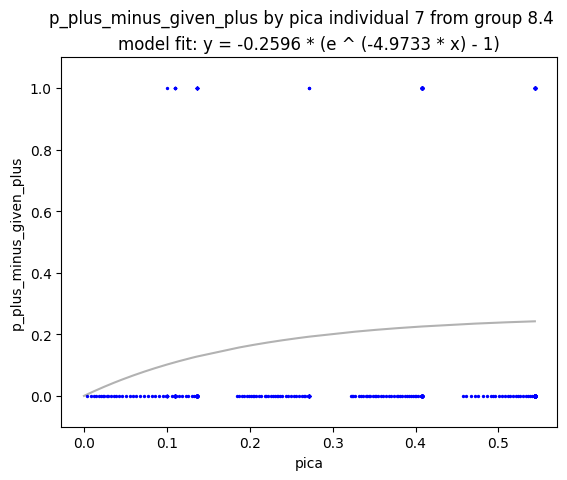 p_plus_minus_given_plus by pica individual 7 from group 8.4
model fit: y = -0.2596 * (e ^ (-4.9733 * x) - 1)
1.0
0.8
0.6
0.4
0.2
0.0
p_plus_minus_given_plus
0.0 0.1 0.2 0.3 0.4 0.5
pica